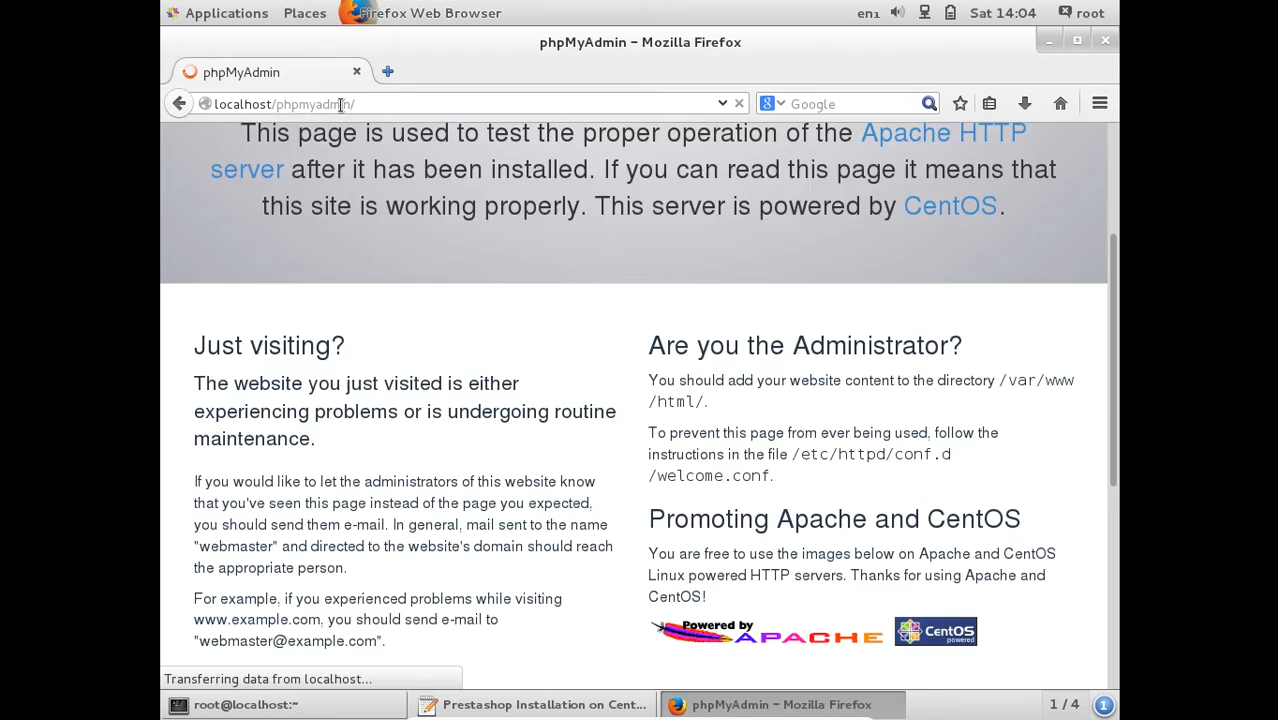 Applications Places Firefox Web Browser en1 Sat 14:04 root
phpMyAdmin - Mozilla Firefox
phpMyAdmin
localhost/phpmyadmin/ Google
This page is used to test the proper operation of the Apache HTTP
server after it has been installed. If you can read this page it means that
this site is working properly. This server is powered by CentOS.
Just visiting?
The website you just visited is either
experiencing problems or is undergoing routine
maintenance.
If you would like to let the administrators of this website know
that you've seen this page instead of the page you expected,
you should send them e-mail. In general, mail sent to the name
"webmaster" and directed to the website's domain should reach
the appropriate person.
For example, if you experienced problems while visiting
www.example.com, you should send e-mail to
"webmaster@example.com".
Are you the Administrator?
You should add your website content to the directory /var/www
/html/.
To prevent this page from ever being used, follow the
instructions in the file /etc/httpd/conf.d
/welcome.conf.
Promoting Apache and CentOS
You are free to use the images below on Apache and CentOS
Linux powered HTTP servers. Thanks for using Apache and
CentOS!
Powered by
APACHE
CentOS
powered
Transferring data from localhost...
root@localhost:~ Prestashop Installation on Cent... phpMyAdmin - Mozilla Firefox 1 / 4 1